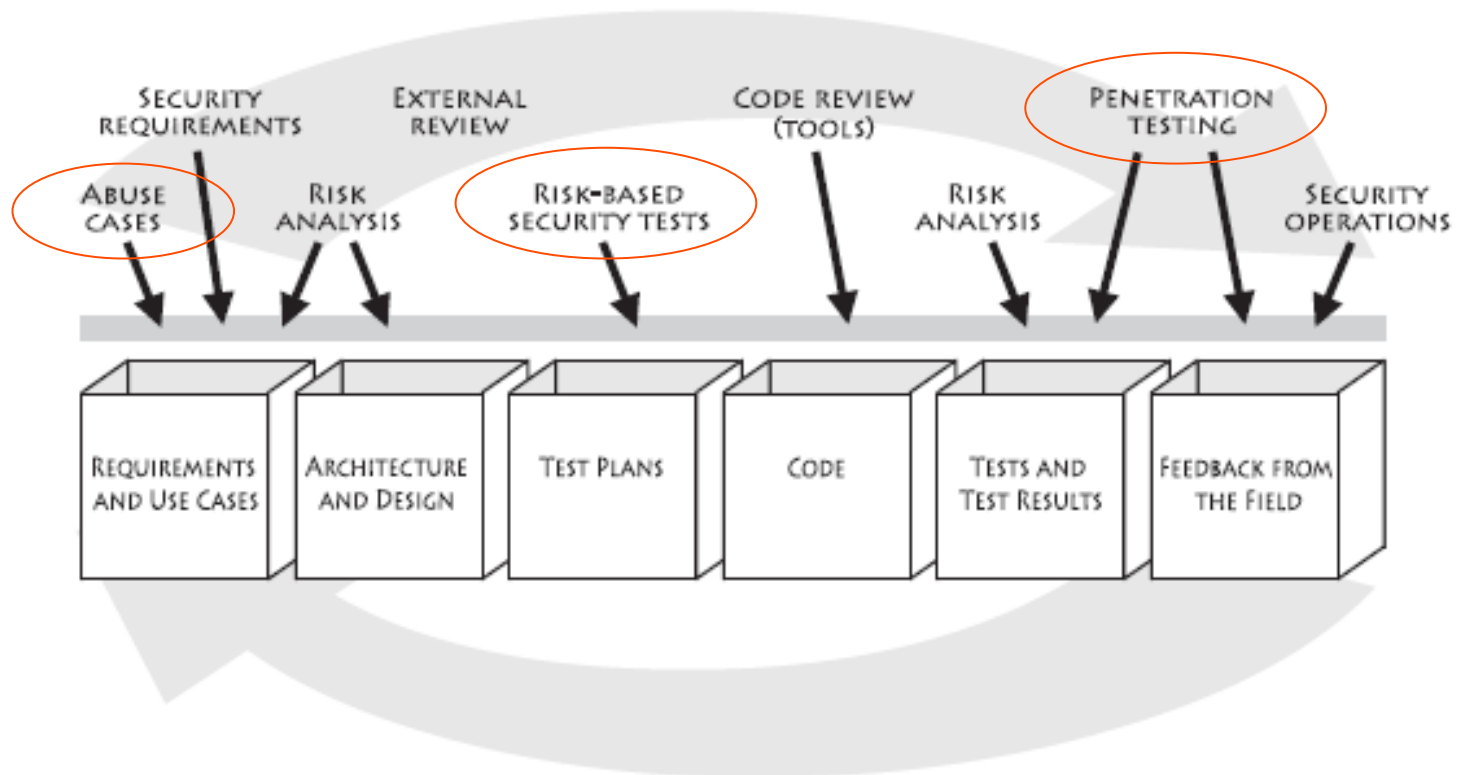 SECURITY
REQUIREMENTS
EXTERNAL
REVIEW
CODE REVIEW
(TOOLS)
PENETRATION
TESTING
ABUSE
CASES
RISK
ANALYSIS
RISK-BASED
SECURITY TESTS
RISK
ANALYSIS
SECURITY
OPERATIONS
REQUIREMENTS
AND USE CASES
ARCHITECTURE
AND DESIGN
TEST PLANS
CODE
TESTS AND
TEST RESULTS
FEEDBACK FROM
THE FIELD